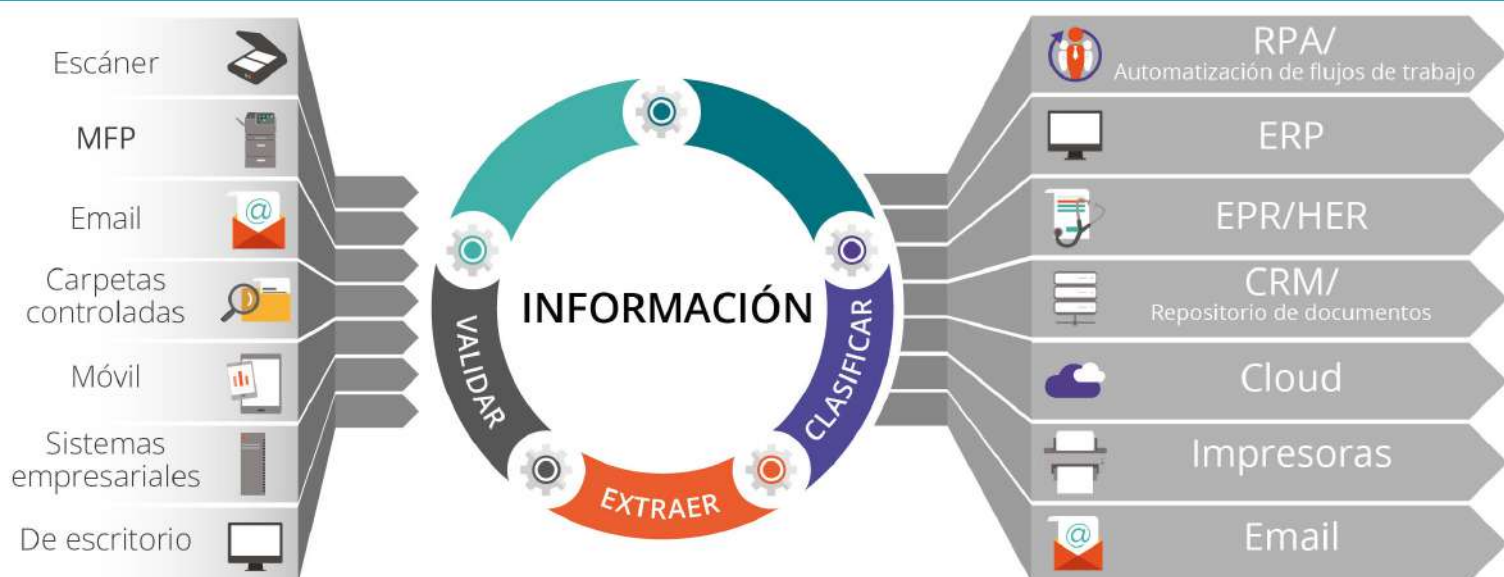 Escáner
MFP
Email
Carpetas
controladas
Móvil
Sistemas
empresariales
De escritorio
INFORMACIÓN
VALIDAR
EXTRAER
CLASIFICAR
RPA/
Automatización de flujos de trabajo
ERP
EPR/HER
CRM/
Repositorio de documentos
Cloud
Impresoras
Email